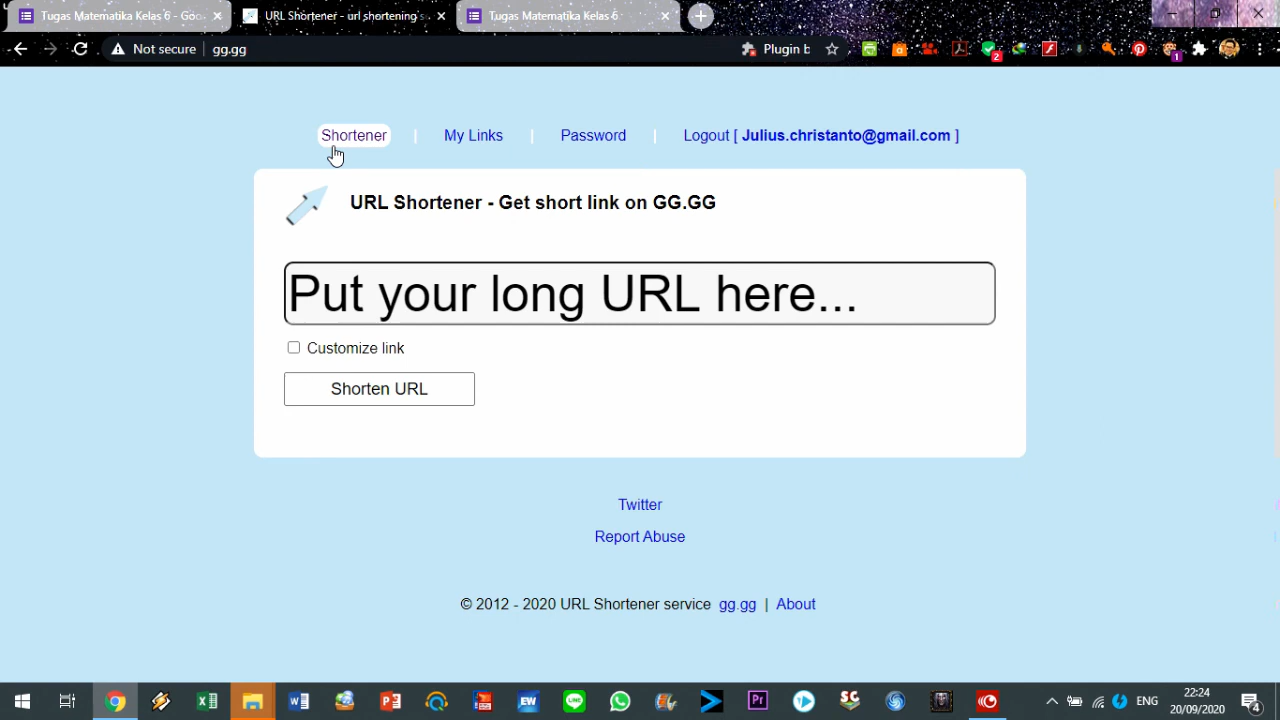 Tugas Matematika Kelas 6 - Goo
URL Shortener - url shortening s
Tugas Matematika Kelas 6
Not secure
gg.gg
Plugin b
2
1
Shortener | My Links | Password | Logout [ Julius.christanto@gmail.com ]
URL Shortener - Get short link on GG.GG
Put your long URL here...
Customize link
Shorten URL
Twitter
Report Abuse
© 2012 - 2020 URL Shortener service gg.gg | About
ENG
22:24
20/09/2020
4